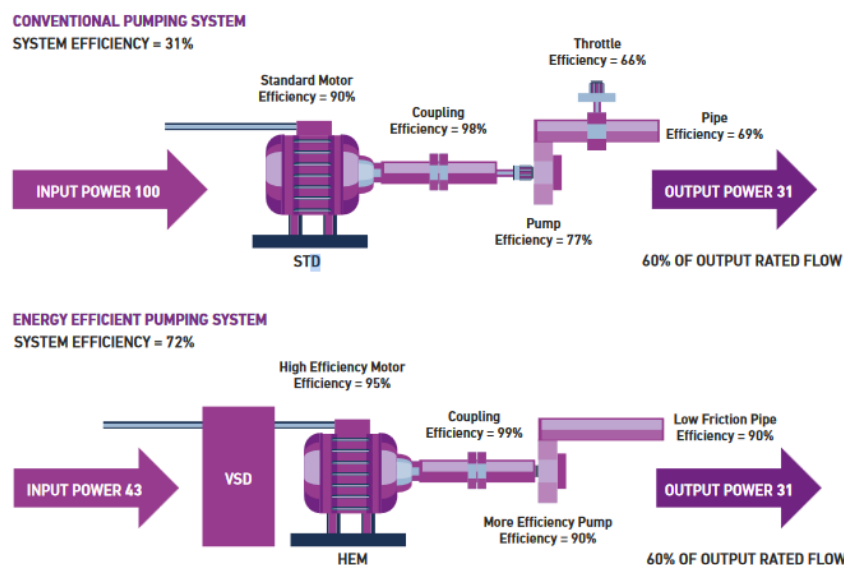 CONVENTIONAL PUMPING SYSTEM
SYSTEM EFFICIENCY = 31%
Throttle
Efficiency = 66%
Standard Motor
Efficiency = 90%
Coupling
Efficiency = 98%
Pipe
Efficiency = 69%
INPUT POWER 100
OUTPUT POWER 31
Pump
Efficiency = 77%
STD
60% OF OUTPUT RATED FLOW
ENERGY EFFICIENT PUMPING SYSTEM
SYSTEM EFFICIENCY = 72%
High Efficiency Motor
Efficiency = 95%
Coupling
Efficiency = 99%
Low Friction Pipe
Efficiency = 90%
INPUT POWER 43
VSD
OUTPUT POWER 31
More Efficiency Pump
Efficiency = 90%
HEM
60% OF OUTPUT RATED FLOW